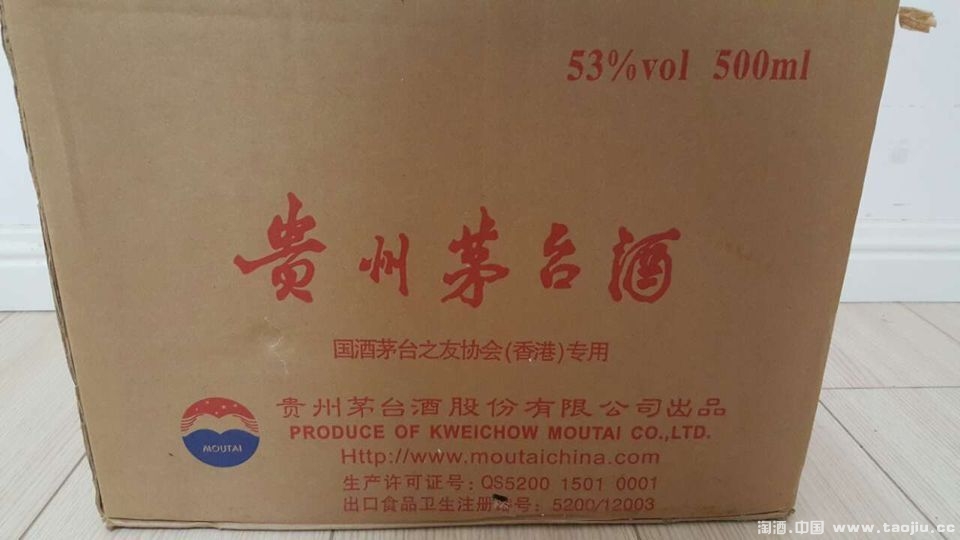 53%vol 500ml
贵州茅台酒
国酒茅台之友协会(香港)专用
贵州茅台酒股份有限公司出品
PRODUCE OF KWEICHOW MOUTAI CO.,LTD.
MOUTAI
Http://www.moutaichina.com
生产许可证号: QS5200 1501 0001
出口食品卫生注册编号: 5200/12003
淘酒.中国 www.taojiu.cc